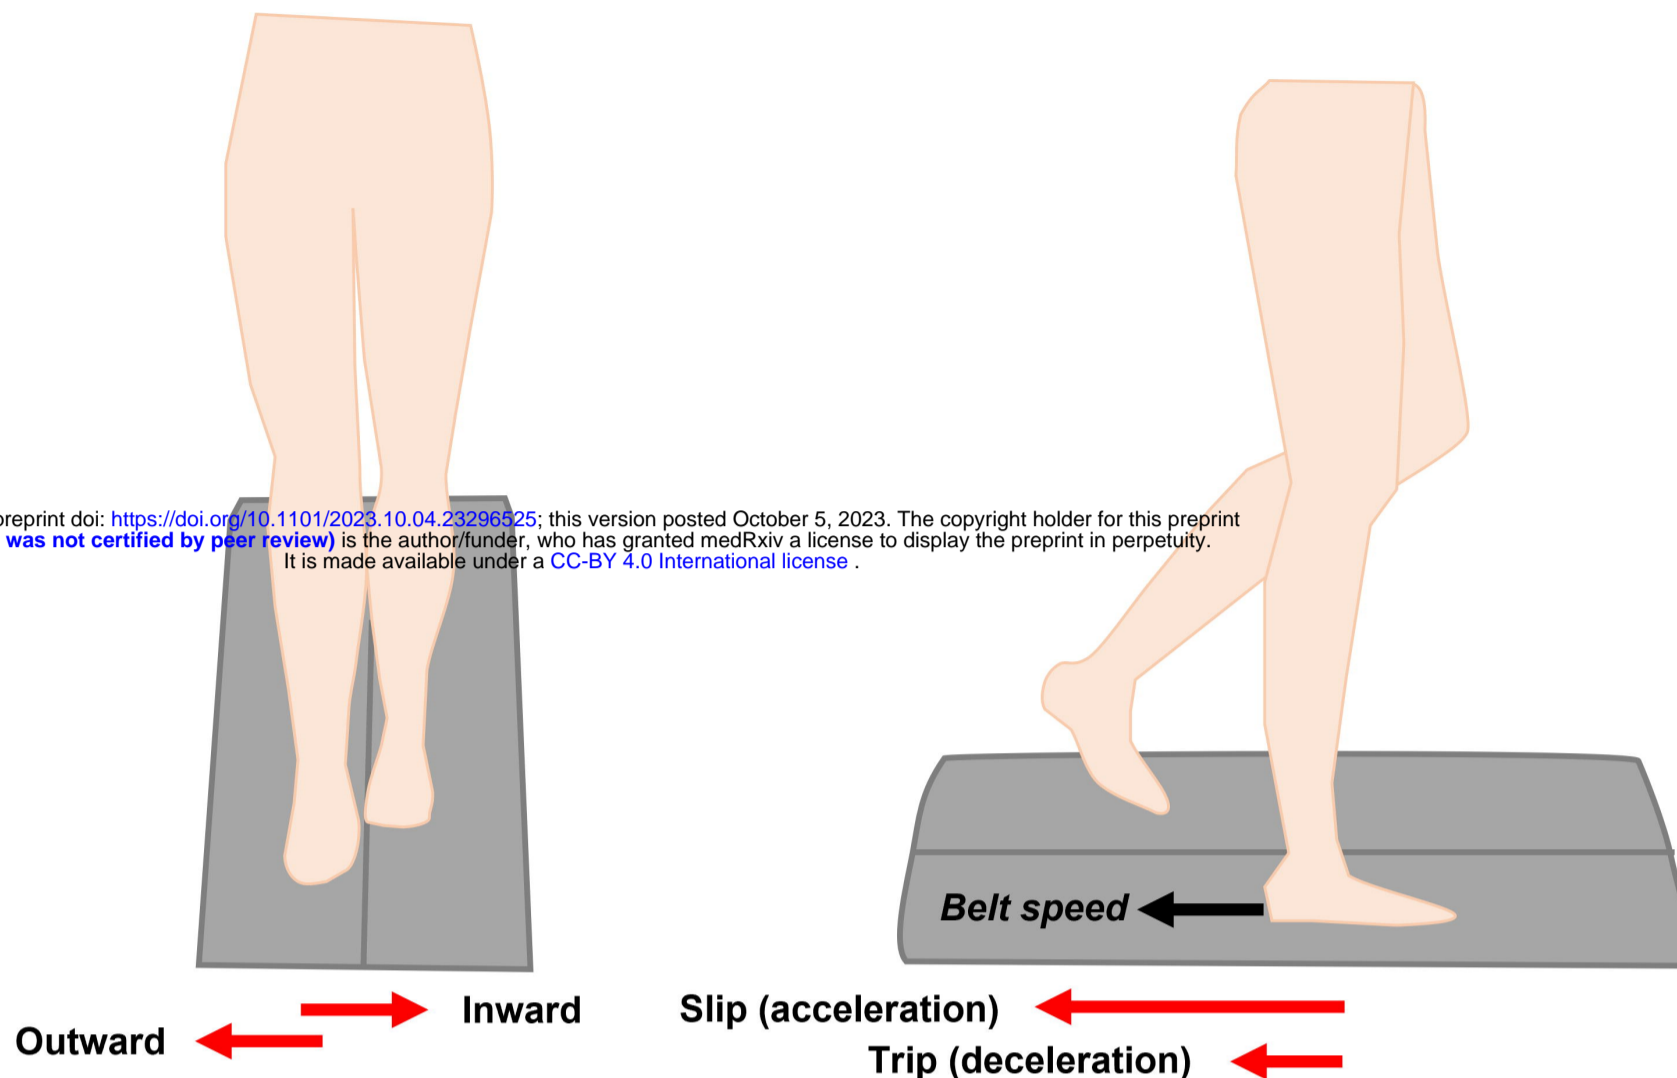 preprint doi: https://doi.org/10.1101/2023.10.04.23296525; this version posted October 5, 2023. The copyright holder for this preprint
was not certified by peer review) is the author/funder, who has granted medRxiv a license to display the preprint in perpetuity.
It is made available under a CC-BY 4.0 International license .
Belt speed
Inward
Slip (acceleration)
Outward
Trip (deceleration)